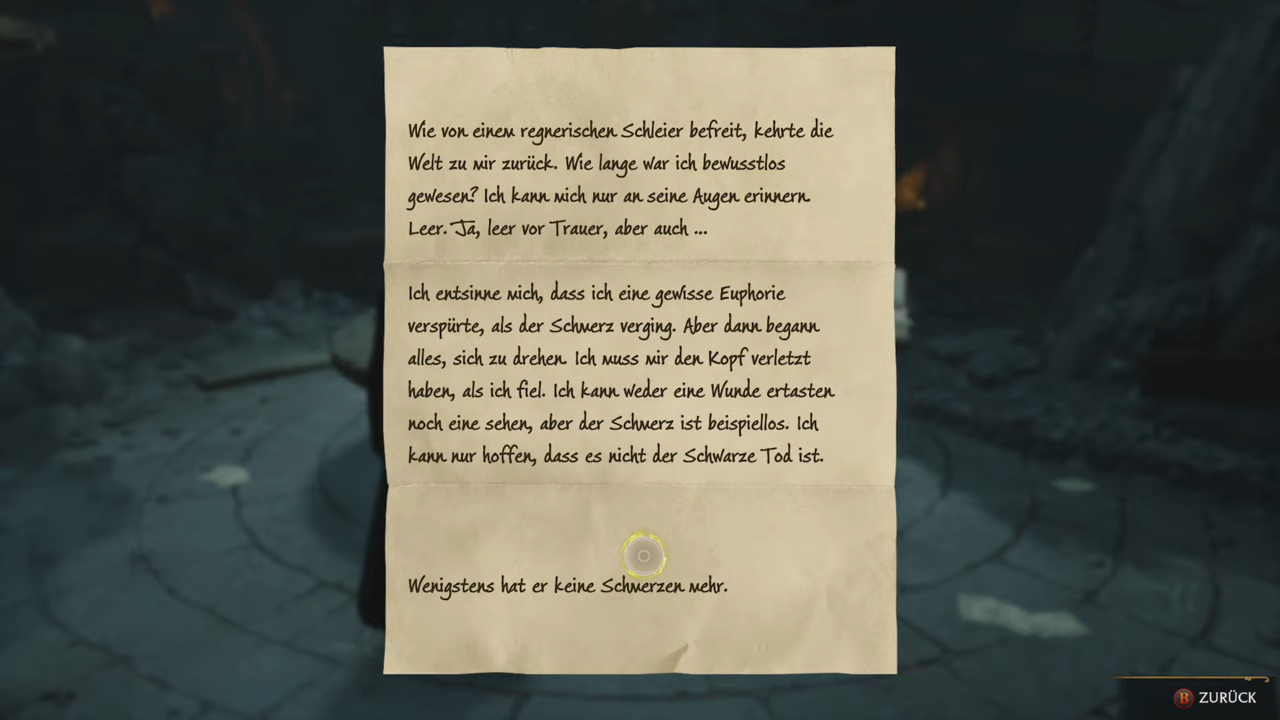 Wie von einem regnerischen Schleier befreit, kehrte die
Welt zu mir zurück. Wie lange war ich bewusstlos
gewesen? Ich kann mich nur an seine Augen erinnern.
Leer. Ja, leer vor Trauer, aber auch ...
Ich entsinne mich, dass ich eine gewisse Euphorie
verspürte, als der Schmerz verging. Aber dann begann
alles, sich zu drehen. Ich muss mir den Kopf verletzt
haben, als ich fiel. Ich kann weder eine Wunde ertasten
noch eine sehen, aber der Schmerz ist beispiellos. Ich
kann nur hoffen, dass es nicht der Schwarze Tod ist.
Wenigstens hat er keine Schmerzen mehr.
B ZURÜCK